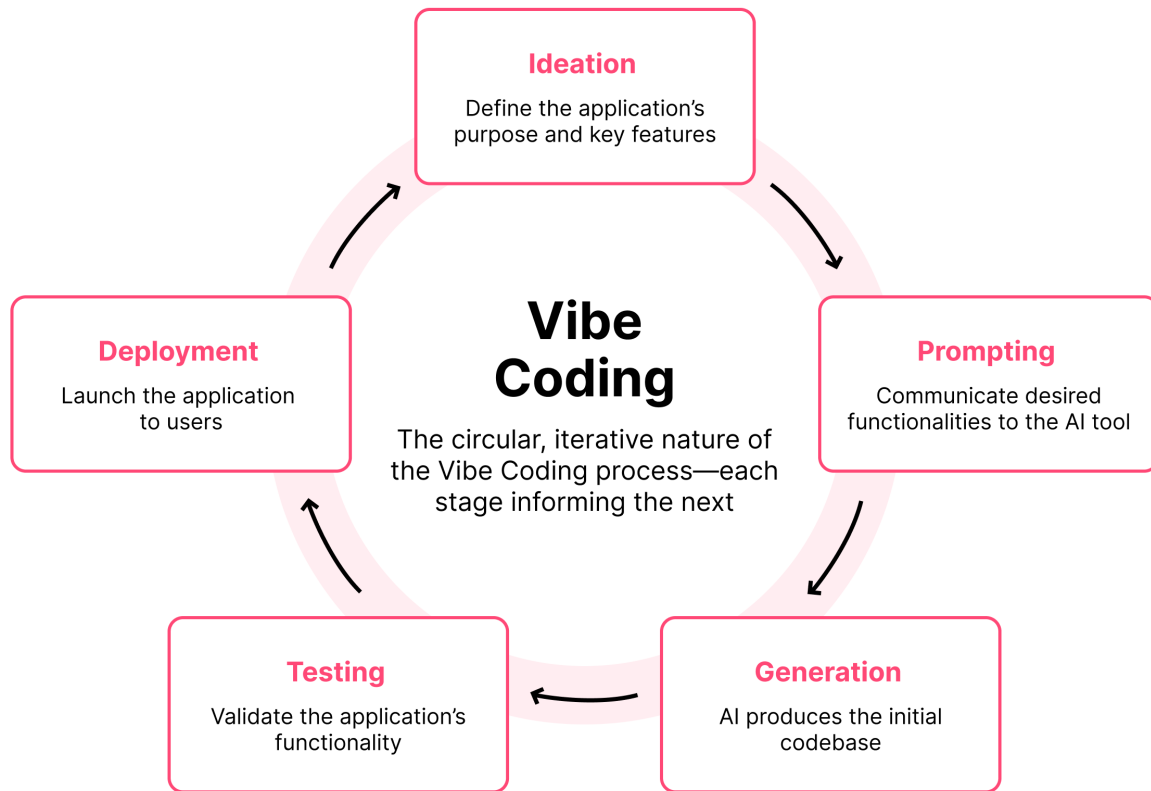 Ideation
Define the application’s
purpose and key features
Prompting
Communicate desired
functionalities to the AI tool
Generation
AI produces the initial
codebase
Testing
Validate the application’s
functionality
Deployment
Launch the application
to users
Vibe
Coding
The circular, iterative nature of
the Vibe Coding process—each
stage informing the next